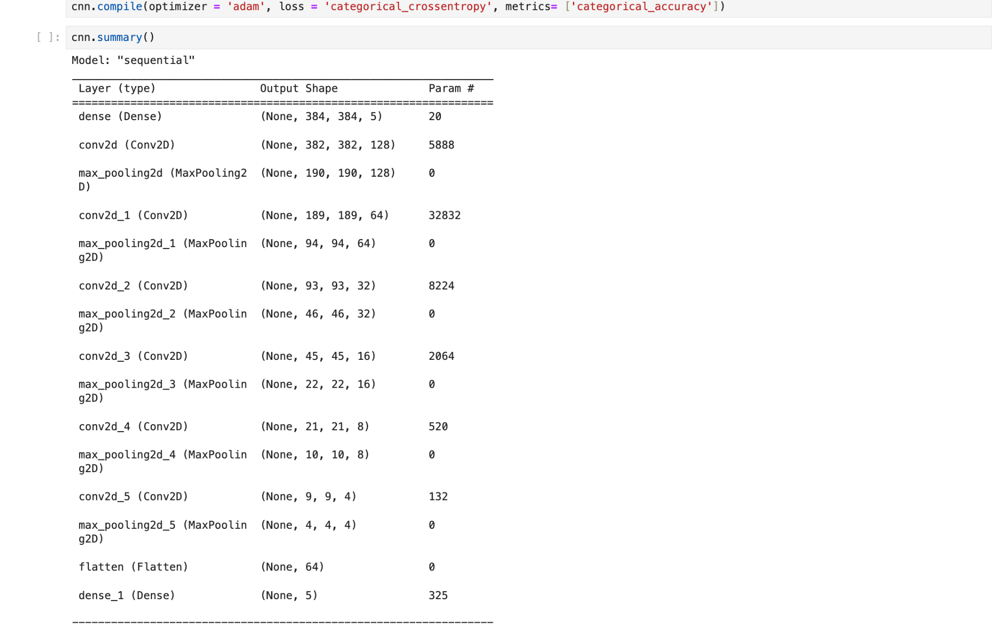 cnn.compile(optimizer = 'adam', loss = 'categorical_crossentropy', metrics= ['categorical_accuracy'])
[ ]: cnn.summary()
Model: "sequential"
_________________________________________________________________
Layer (type) Output Shape Param #
=================================================================
dense (Dense) (None, 384, 384, 5) 20
conv2d (Conv2D) (None, 382, 382, 128) 5888
max_pooling2d (MaxPooling2 (None, 190, 190, 128) 0
D)
conv2d_1 (Conv2D) (None, 189, 189, 64) 32832
max_pooling2d_1 (MaxPoolin (None, 94, 94, 64) 0
g2D)
conv2d_2 (Conv2D) (None, 93, 93, 32) 8224
max_pooling2d_2 (MaxPoolin (None, 46, 46, 32) 0
g2D)
conv2d_3 (Conv2D) (None, 45, 45, 16) 2064
max_pooling2d_3 (MaxPoolin (None, 22, 22, 16) 0
g2D)
conv2d_4 (Conv2D) (None, 21, 21, 8) 520
max_pooling2d_4 (MaxPoolin (None, 10, 10, 8) 0
g2D)
conv2d_5 (Conv2D) (None, 9, 9, 4) 132
max_pooling2d_5 (MaxPoolin (None, 4, 4, 4) 0
g2D)
flatten (Flatten) (None, 64) 0
dense_1 (Dense) (None, 5) 325
=================================================================